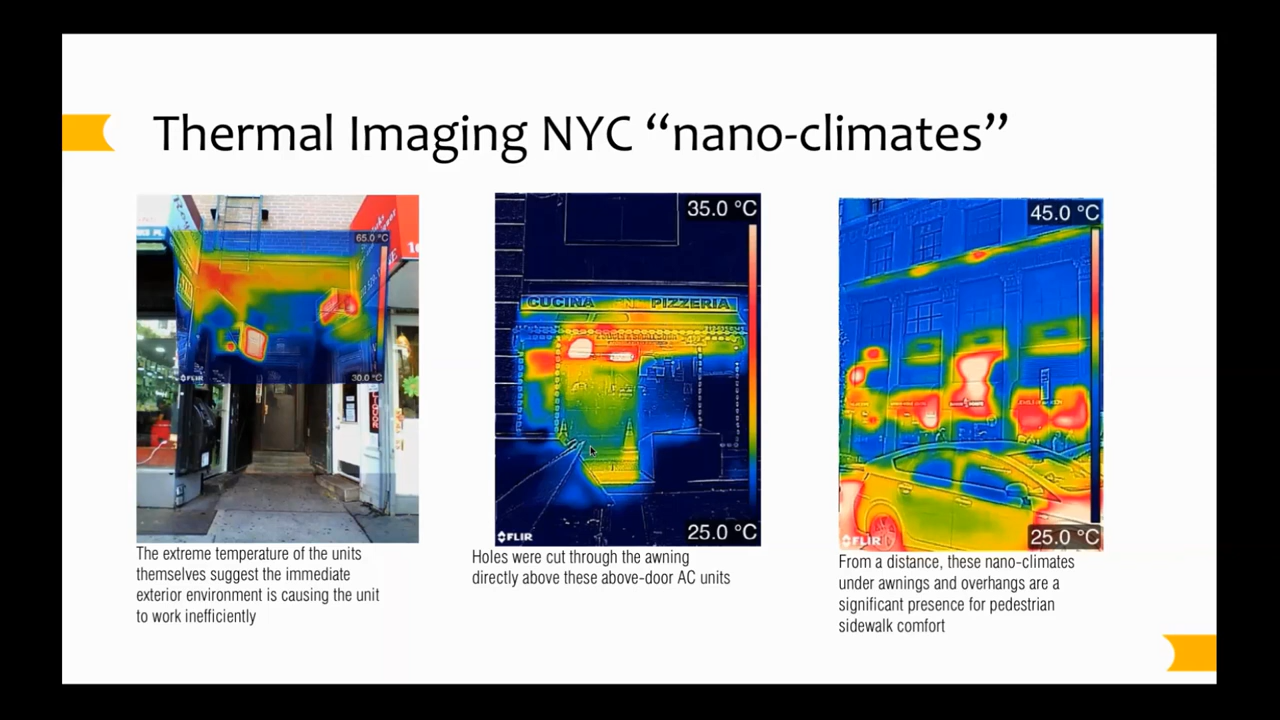 Thermal Imaging NYC “nano-climates”
65.0 °C
FLIR
30.0 °C
LIQUOR
The extreme temperature of the units
themselves suggest the immediate
exterior environment is causing the unit
to work inefficiently
35.0 °C
CUCINA
PIZZERIA
FLIR
25.0 °C
Holes were cut through the awning
directly above these above-door AC units
45.0 °C
FLIR
25.0 °C
From a distance, these nano-climates
under awnings and overhangs are a
significant presence for pedestrian
sidewalk comfort